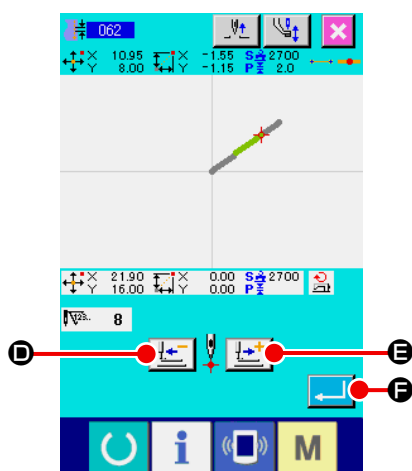 062
X 10.95 X -1.55 S 2700
Y 8.00 Y -1.15 P 2.0
X 21.90 X 0.00 S 2700
Y 16.00 Y 0.00 P
123.. 8
D E
F
i M